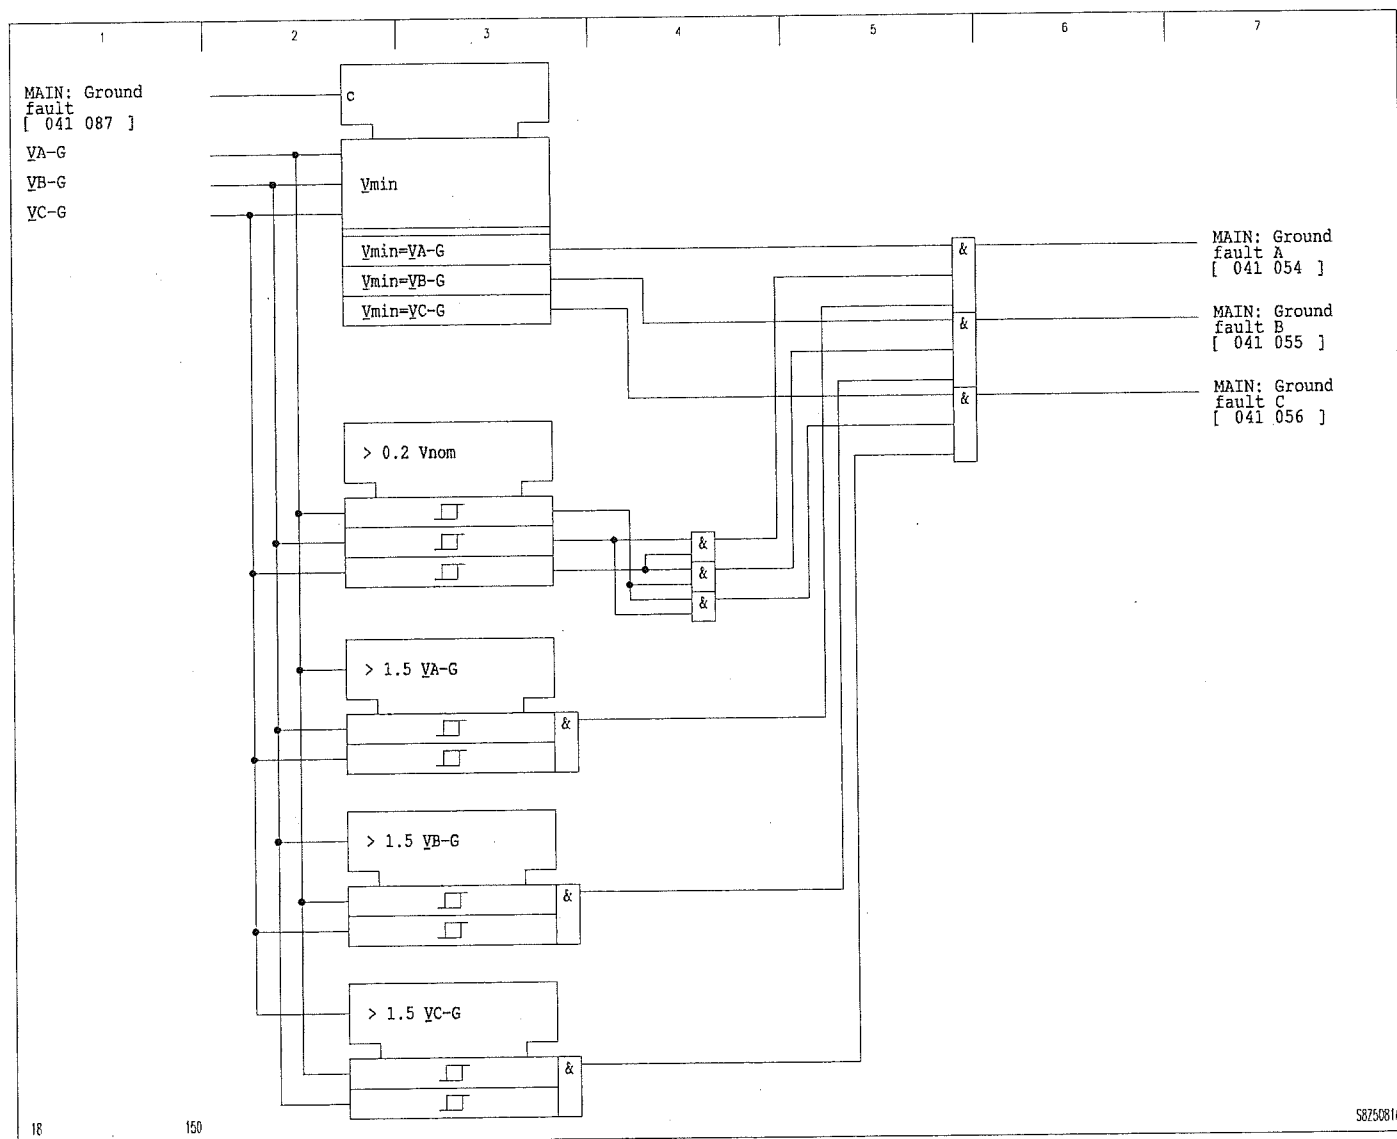 1 2 3 4 5 6 7
MAIN: Ground
fault
[ 041 087 ]
c
VA-G
VB-G
VC-G
Vmin
Vmin=VA-G
Vmin=VB-G
Vmin=VC-G
&
&
&
MAIN: Ground
fault A
[ 041 054 ]
MAIN: Ground
fault B
[ 041 055 ]
MAIN: Ground
fault C
[ 041 056 ]
> 0.2 Vnom
&
&
&
> 1.5 VA-G
&
> 1.5 VB-G
&
> 1.5 VC-G
&
18 150